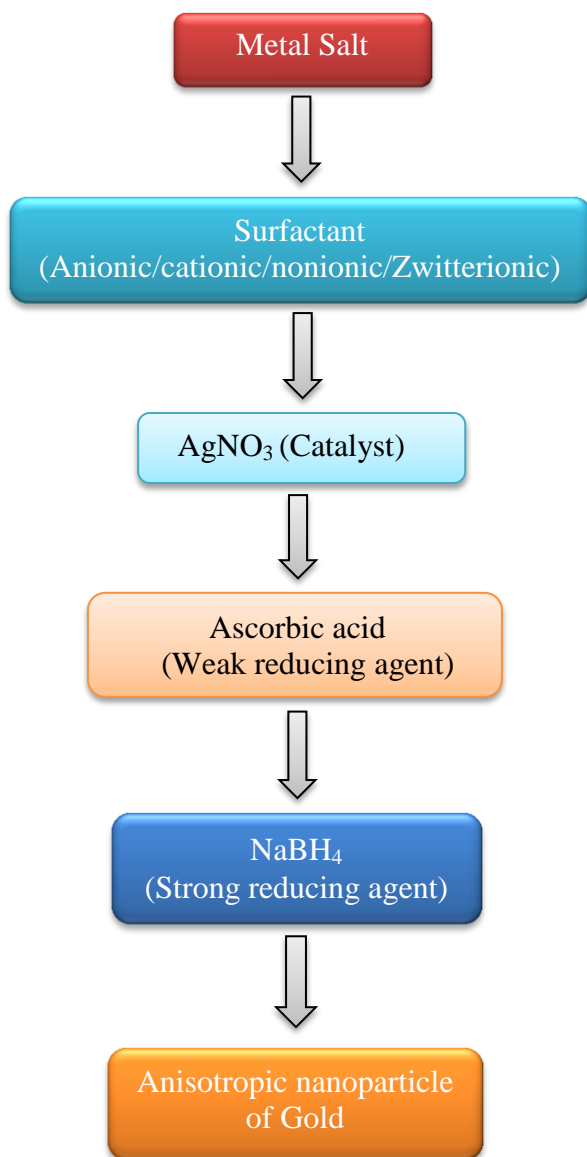 Metal Salt
Surfactant
(Anionic/cationic/nonionic/Zwitterionic)
AgNO₃ (Catalyst)
Ascorbic acid
(Weak reducing agent)
NaBH₄
(Strong reducing agent)
Anisotropic nanoparticle
of Gold